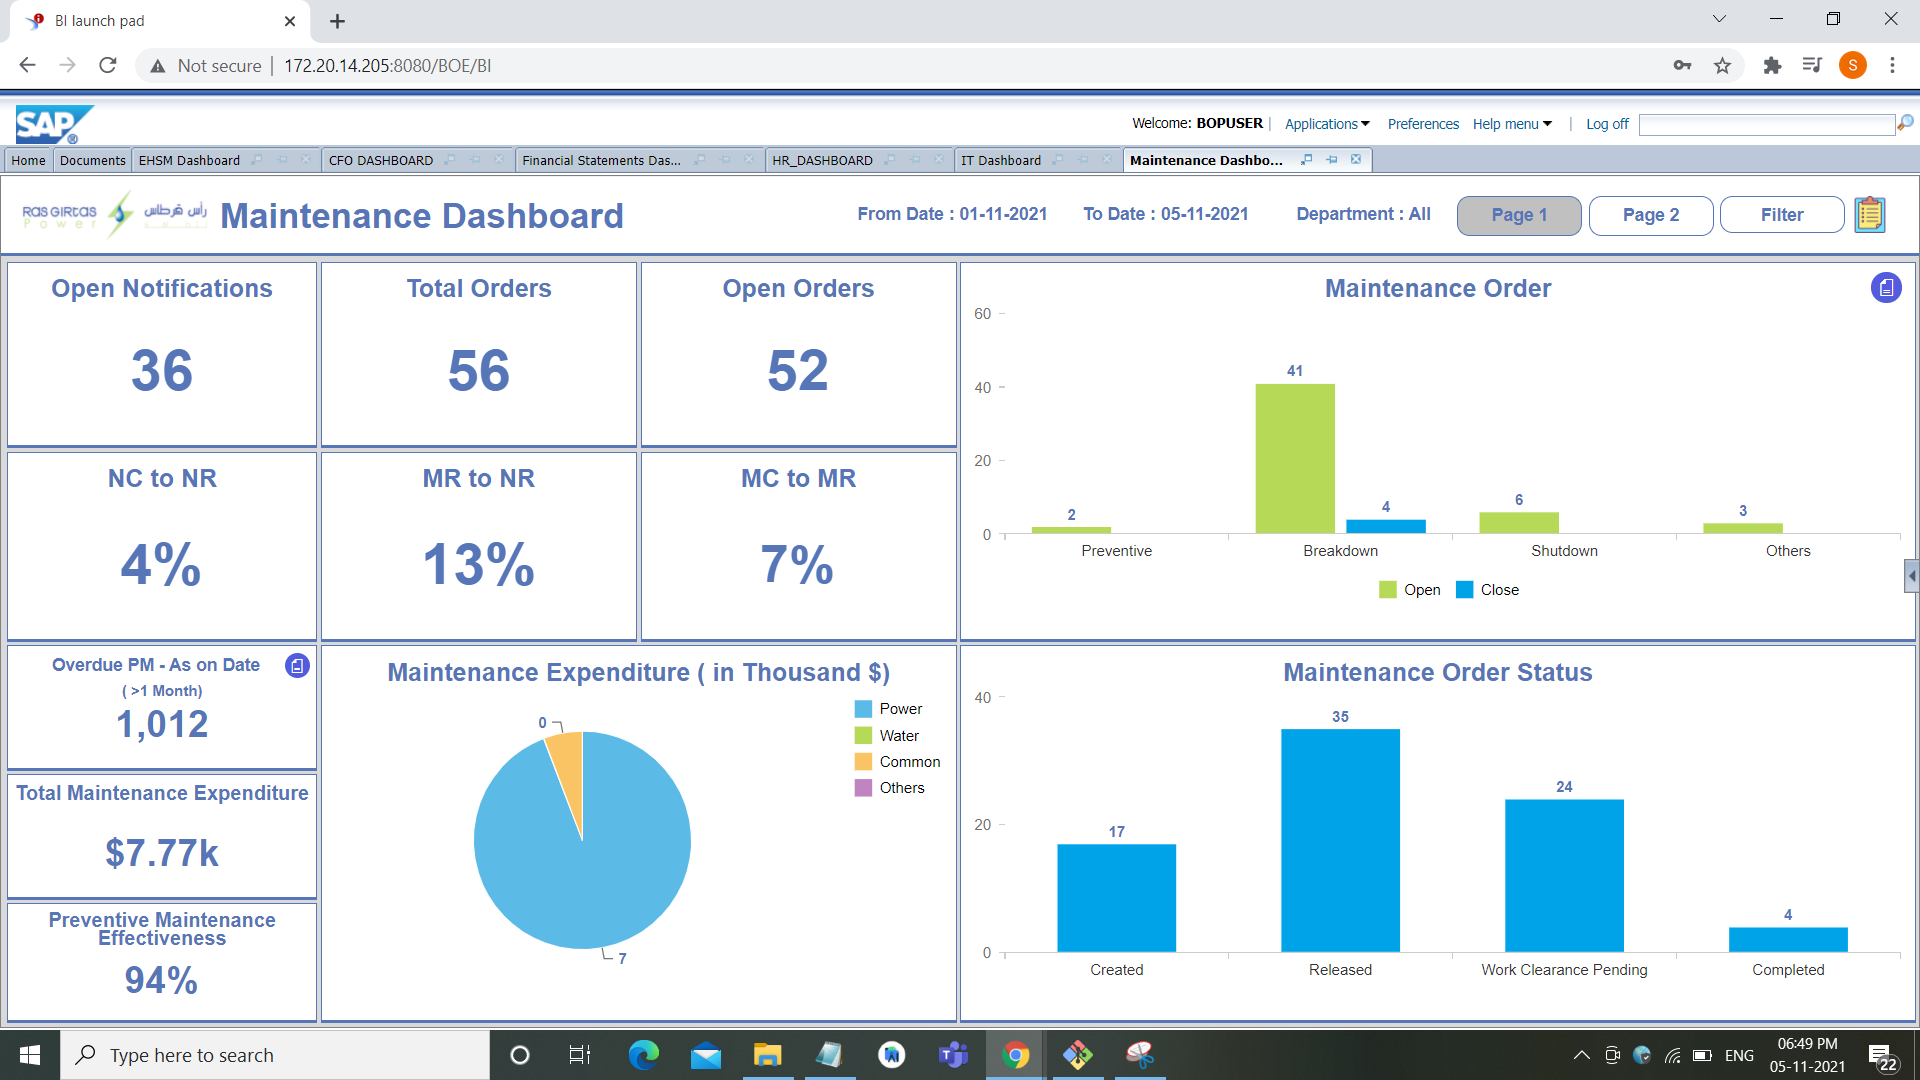 BI launch pad
Not secure
172.20.14.205:8080/BOE/BI
S
SAP ®
Welcome: BOPUSER | Applications Preferences Help menu | Log off
Home
Documents
EHSM Dashboard
CFO DASHBOARD
Financial Statements Das...
HR_DASHBOARD
IT Dashboard
Maintenance Dashbo...
RAS GIRTAS
Power
رأس قرطاس
Maintenance Dashboard
From Date : 01-11-2021
To Date : 05-11-2021
Department : All
Page 1
Page 2
Filter
Open Notifications
36
Total Orders
56
Open Orders
52
NC to NR
4%
MR to NR
13%
MC to MR
7%
Maintenance Order
60
40
20
0
2
41
4
6
3
Preventive
Breakdown
Shutdown
Others
Open
Close
Overdue PM - As on Date
( >1 Month)
1,012
Total Maintenance Expenditure
$7.77k
Preventive Maintenance
Effectiveness
94%
Maintenance Expenditure ( in Thousand $)
0
7
Power
Water
Common
Others
Maintenance Order Status
40
20
0
17
35
24
4
Created
Released
Work Clearance Pending
Completed
Type here to search
ENG
06:49 PM
05-11-2021
22